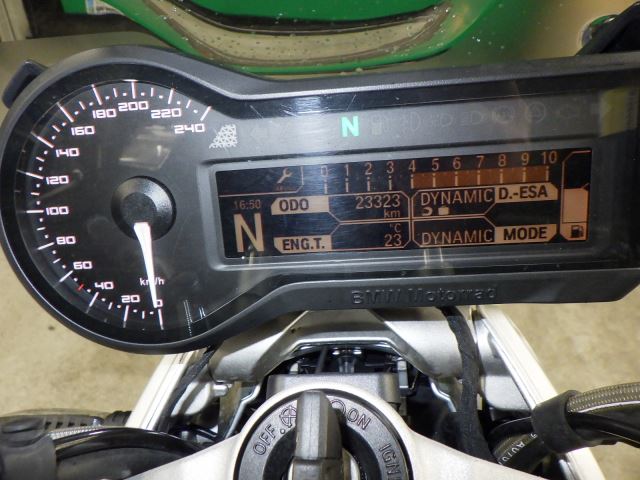 180 200 220
160 240
140
120
100
80
60
40
20
km/h
N
0 1 2 3 4 5 6 7 8 9 10
16:50 ODO 23323 km DYNAMIC D.-ESA
N ENG.T. °C 23 DYNAMIC MODE
BMW Motorrad
OFF ON IGN